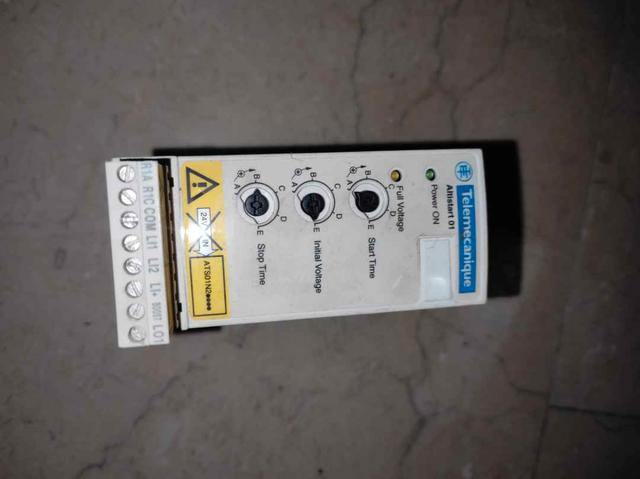 Telemecanique
Altistart 01
Power ON
Full Voltage
A
B
C
D
E
Start Time
A
B
C
D
E
Initial Voltage
A
B
C
D
E
Stop Time
24V IN
ATS01N2●●●●
R1A R1C COM LI1 LI2 LI+ BOOST LO1